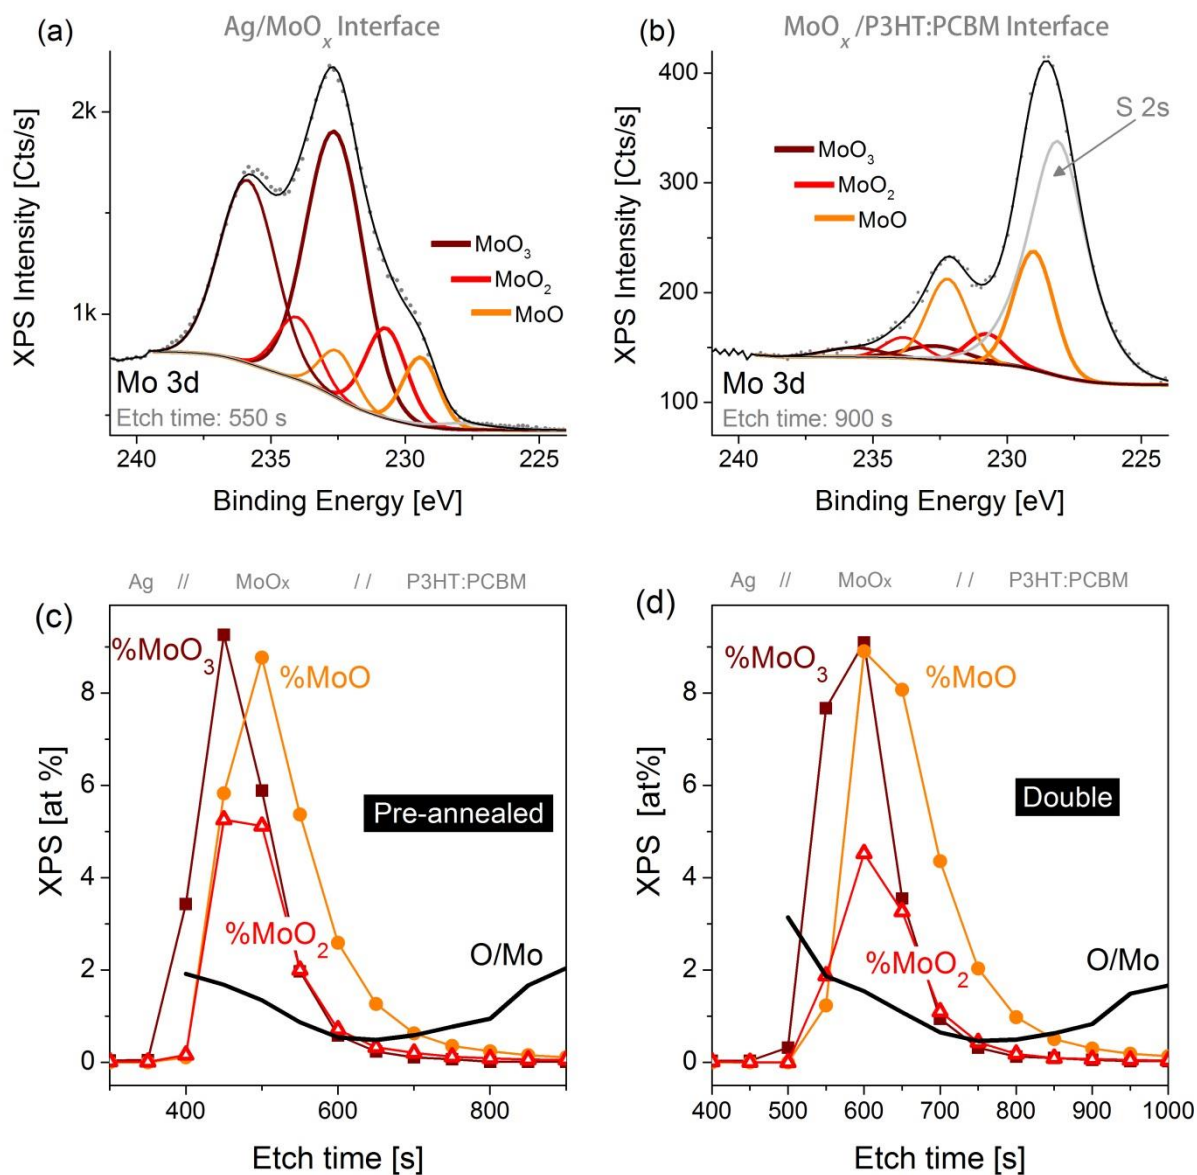 (a)
Ag/MoOₓ Interface
XPS Intensity [Cts/s]
2k
1k
MoO₃
MoO₂
MoO
Mo 3d
Etch time: 550 s
240 235 230 225
Binding Energy [eV]
(b)
MoOₓ/P3HT:PCBM Interface
XPS Intensity [Cts/s]
400
300
200
100
S 2s
MoO₃
MoO₂
MoO
Mo 3d
Etch time: 900 s
240 235 230 225
Binding Energy [eV]
Ag // MoOx / / P3HT:PCBM
(c)
XPS [at %]
8
6
4
2
0
%MoO₃
%MoO
Pre-annealed
%MoO₂
O/Mo
400 600 800
Etch time [s]
Ag // MoOx / / P3HT:PCBM
(d)
XPS [at%]
8
6
4
2
0
%MoO₃
%MoO
Double
%MoO₂
O/Mo
400 500 600 700 800 900 1000
Etch time [s]